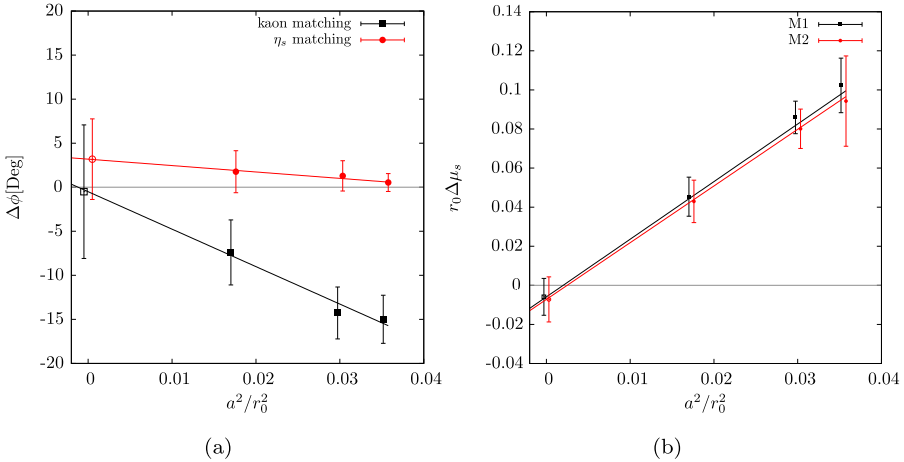 kaon matching
η_s matching
20
15
10
5
0
-5
-10
-15
-20
Δϕ[Deg]
0
0.01
0.02
0.03
0.04
a²/r₀²
(a)
M1
M2
0.14
0.12
0.1
0.08
0.06
0.04
0.02
0
-0.02
-0.04
r₀Δμ_s
0
0.01
0.02
0.03
0.04
a²/r₀²
(b)